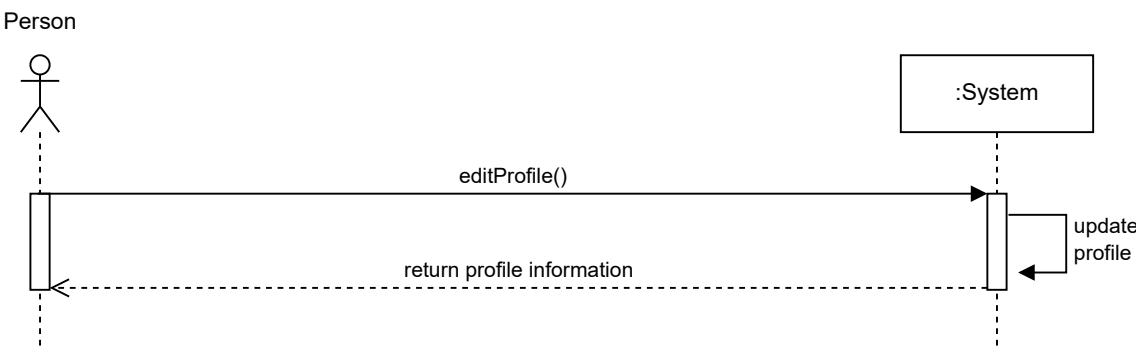 Person
:System
editProfile()
update
profile
return profile information